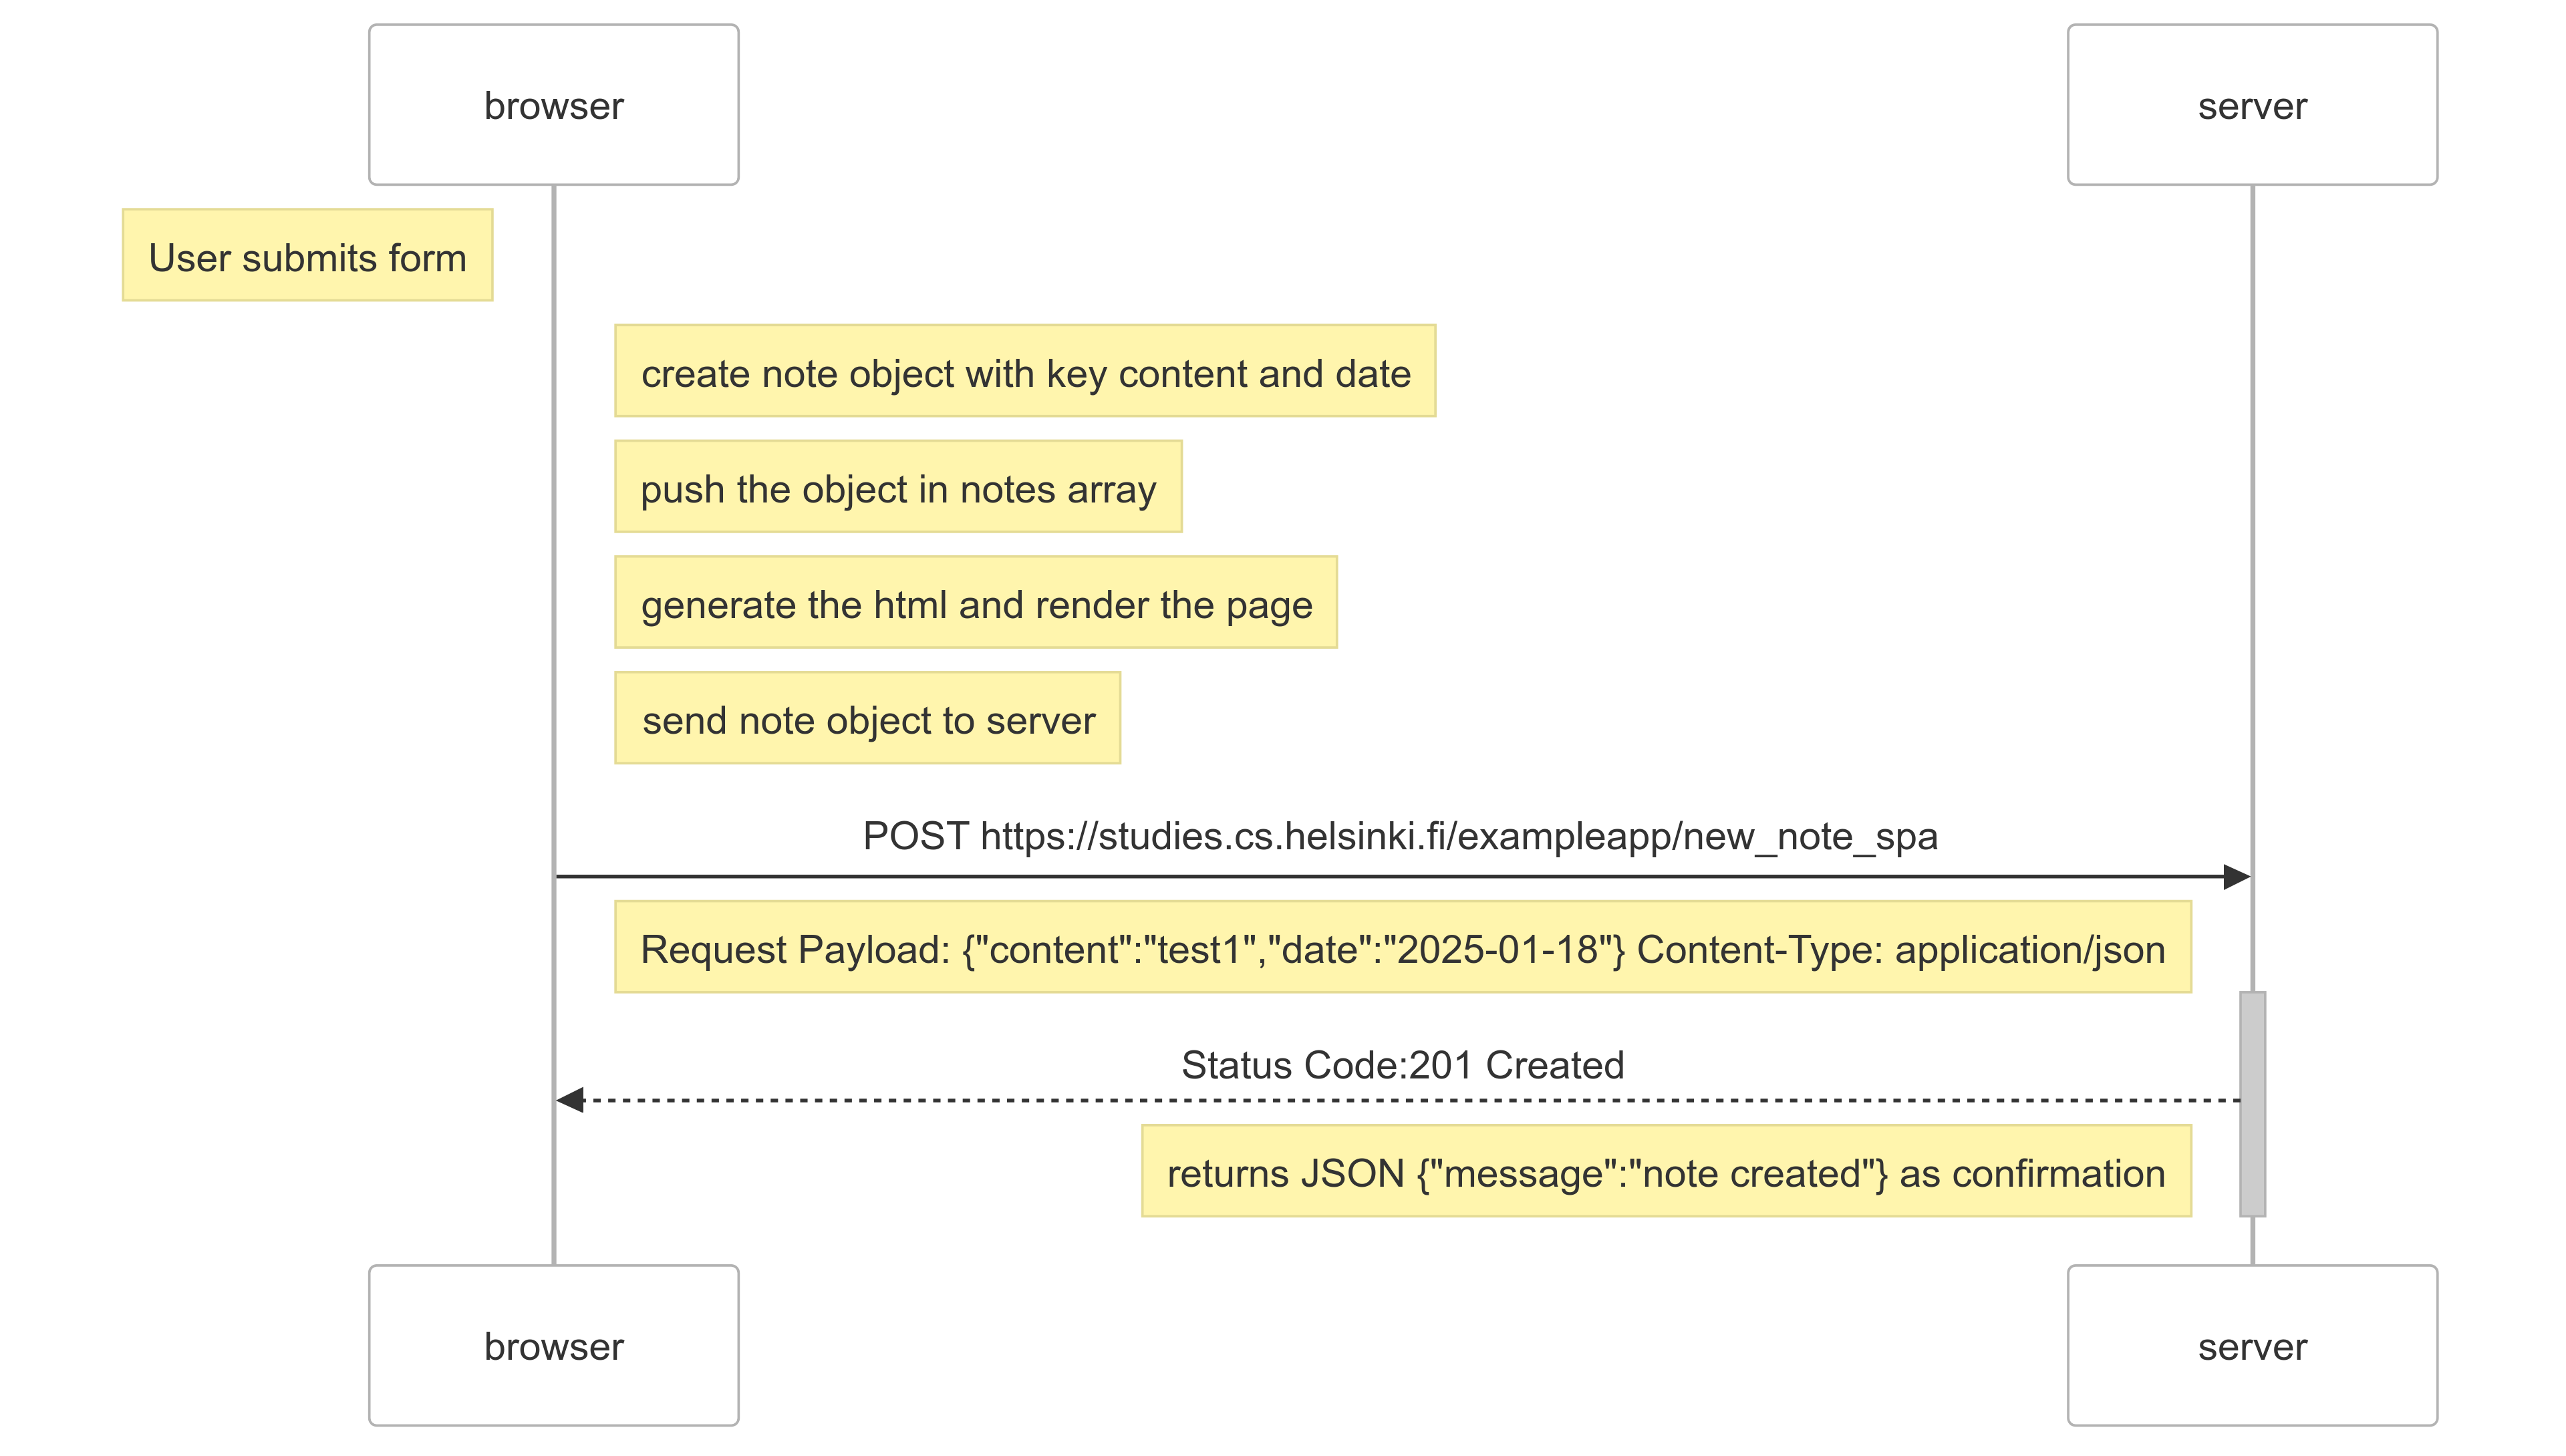 browser
server
User submits form
create note object with key content and date
push the object in notes array
generate the html and render the page
send note object to server
POST https://studies.cs.helsinki.fi/exampleapp/new_note_spa
Request Payload: {"content":"test1","date":"2025-01-18"} Content-Type: application/json
Status Code:201 Created
returns JSON {"message":"note created"} as confirmation
browser
server